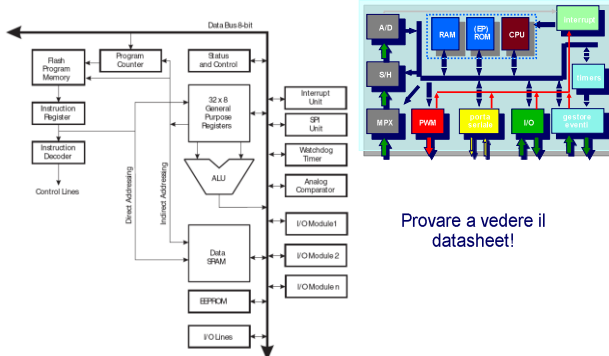 Data Bus 8-bit
Flash
Program
Memory
Program
Counter
Status
and Control
Instruction
Register
32 x 8
General
Purpose
Registers
Instruction
Decoder
Control Lines
Direct Addressing
Indirect Addressing
ALU
Data
SRAM
EEPROM
I/O Lines
Interrupt
Unit
SPI
Unit
Watchdog
Timer
Analog
Comparator
I/O Module1
I/O Module 2
I/O Module n
A/D
S/H
MPX
RAM
(EP)
ROM
CPU
interrupt
timers
PWM
porta
I/O
gestore
eventi
Provare a vedere il
datasheet!